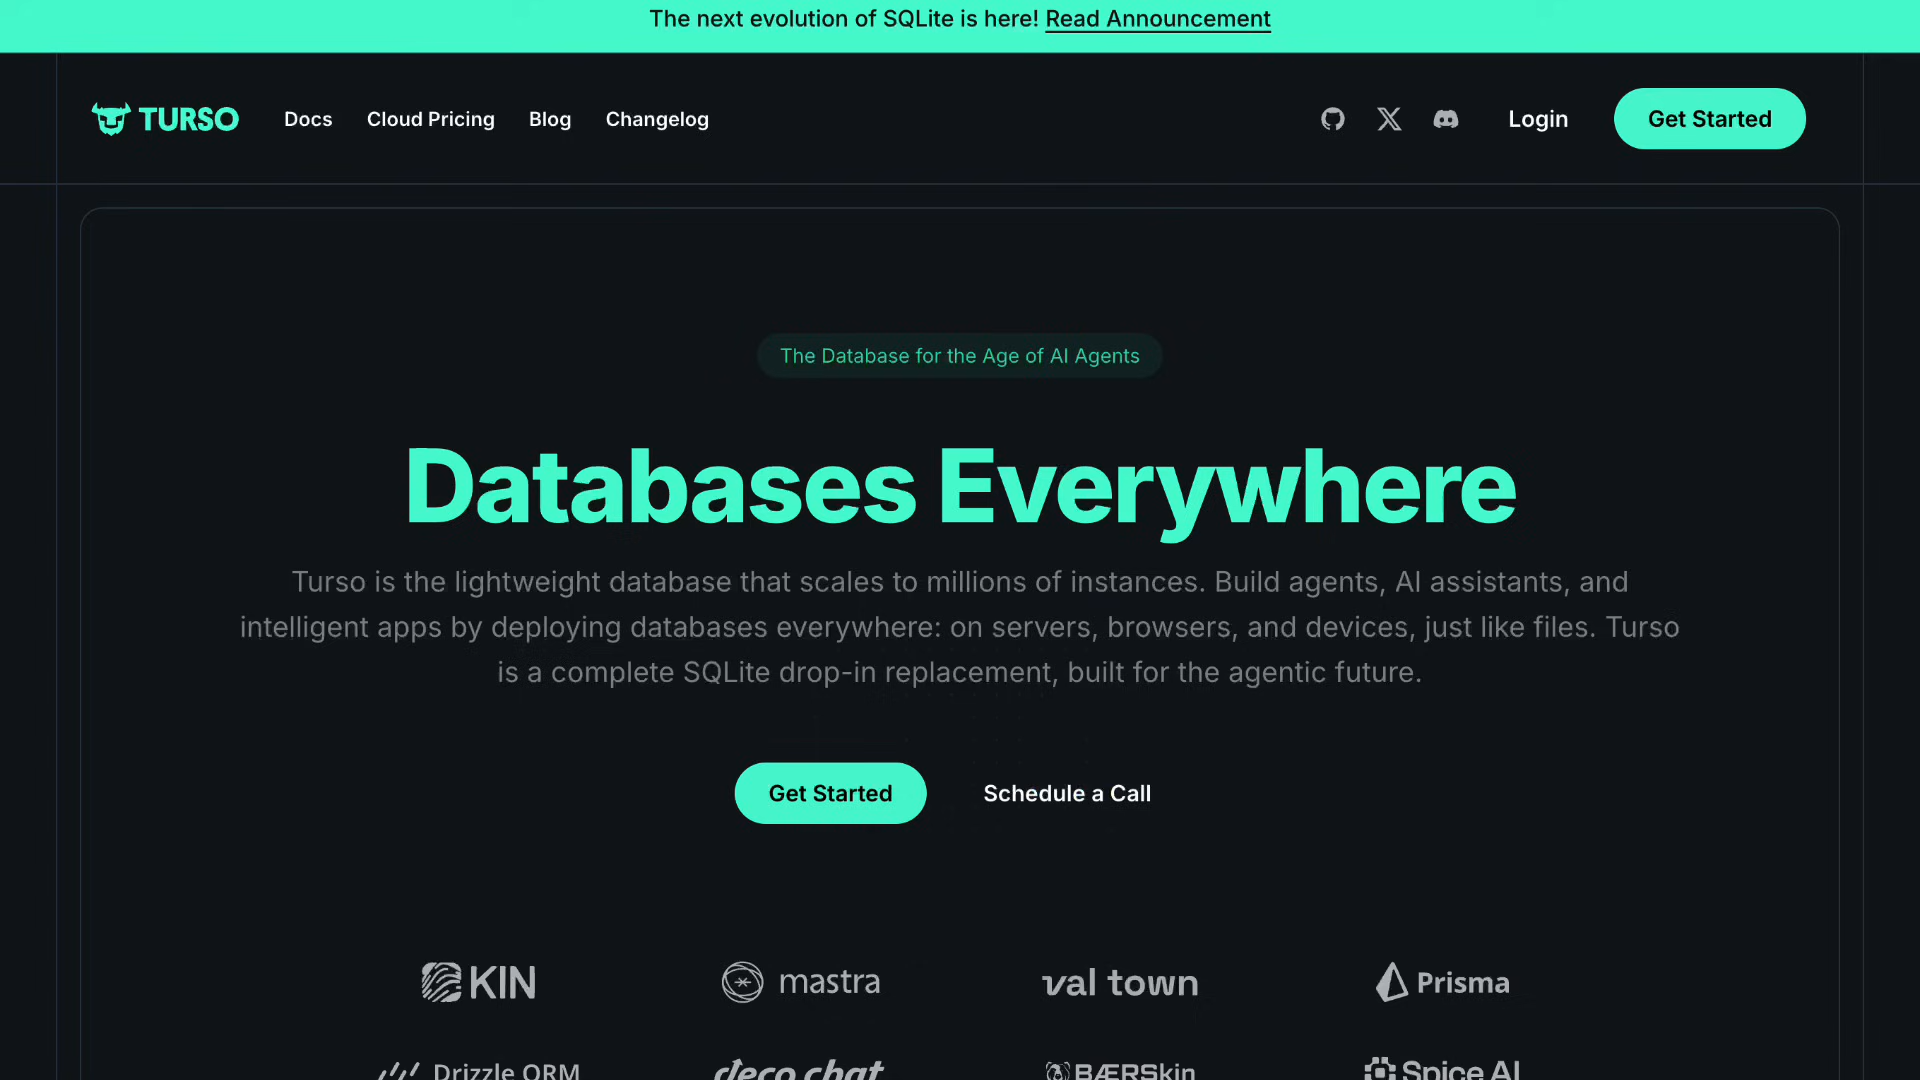 The next evolution of SQLite is here! Read Announcement
TURSO Docs Cloud Pricing Blog Changelog Login Get Started
The Database for the Age of AI Agents
Databases Everywhere
Turso is the lightweight database that scales to millions of instances. Build agents, AI assistants, and
intelligent apps by deploying databases everywhere: on servers, browsers, and devices, just like files. Turso
is a complete SQLite drop-in replacement, built for the agentic future.
Get Started Schedule a Call
KIN mastra val town Prisma
Drizzle ORM deco.chat BÆRSkin Spice AI